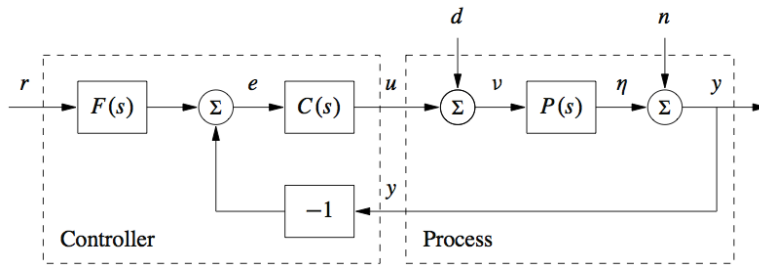 d
n
r
F(s)
Σ
e
C(s)
u
Σ
ν
P(s)
η
Σ
y
−1
y
Controller
Process